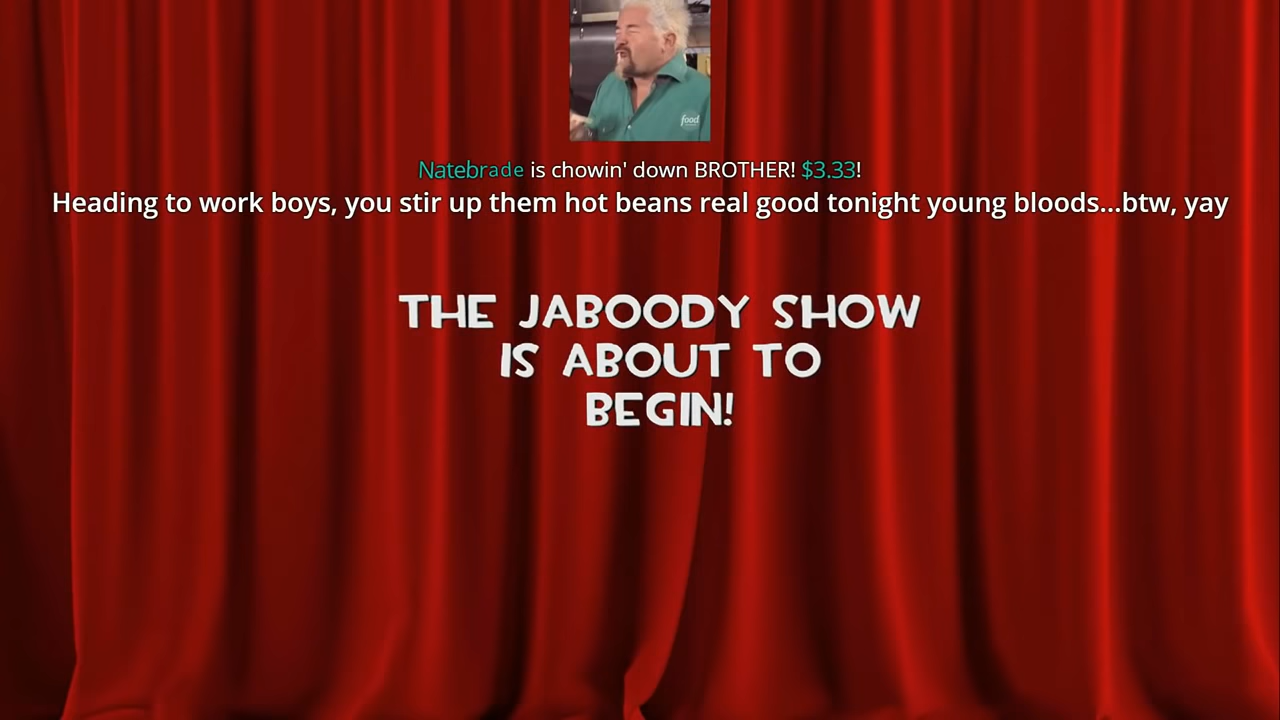 food
Natebrade is chowin' down BROTHER! $3.33!
Heading to work boys, you stir up them hot beans real good tonight young bloods...btw, yay
THE JABOODY SHOW
IS ABOUT TO
BEGIN!